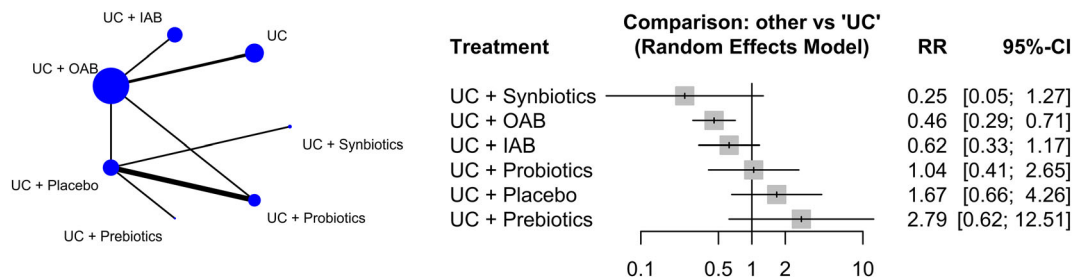 UC + IAB
UC
UC + OAB
UC + Synbiotics
UC + Placebo
UC + Probiotics
UC + Prebiotics
Comparison: other vs 'UC'
Treatment (Random Effects Model) RR 95%-CI
UC + Synbiotics 0.25 [0.05; 1.27]
UC + OAB 0.46 [0.29; 0.71]
UC + IAB 0.62 [0.33; 1.17]
UC + Probiotics 1.04 [0.41; 2.65]
UC + Placebo 1.67 [0.66; 4.26]
UC + Prebiotics 2.79 [0.62; 12.51]
0.1 0.5 1 2 10